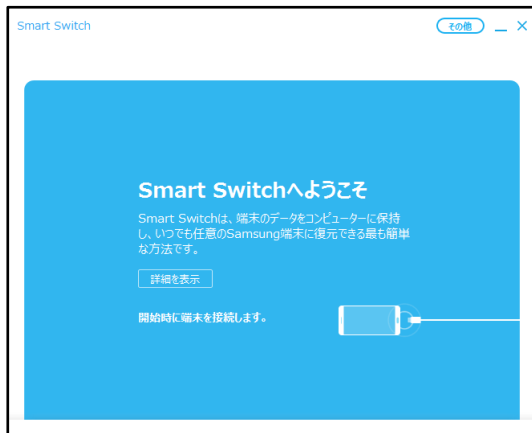 Smart Switch
その他
Smart Switchへようこそ
Smart Switchは、端末のデータをコンピューターに保持
し、いつでも任意のSamsung端末に復元できる最も簡単
な方法です。
詳細を表示
開始時に端末を接続します。